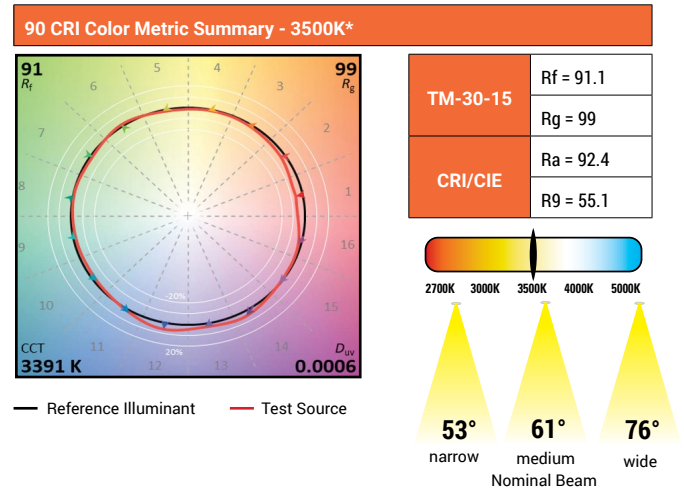 90 CRI Color Metric Summary - 3500K*
91
Rf
99
Rg
5
4
6
3
7
2
8
1
9
16
10
15
11
14
12
13
-20%
20%
CCT
3391 K
Duv
0.0006
Reference Illuminant
Test Source
TM-30-15
Rf = 91.1
Rg = 99
CRI/CIE
Ra = 92.4
R9 = 55.1
2700K 3000K 3500K 4000K 5000K
53° 61° 76°
narrow medium wide
Nominal Beam